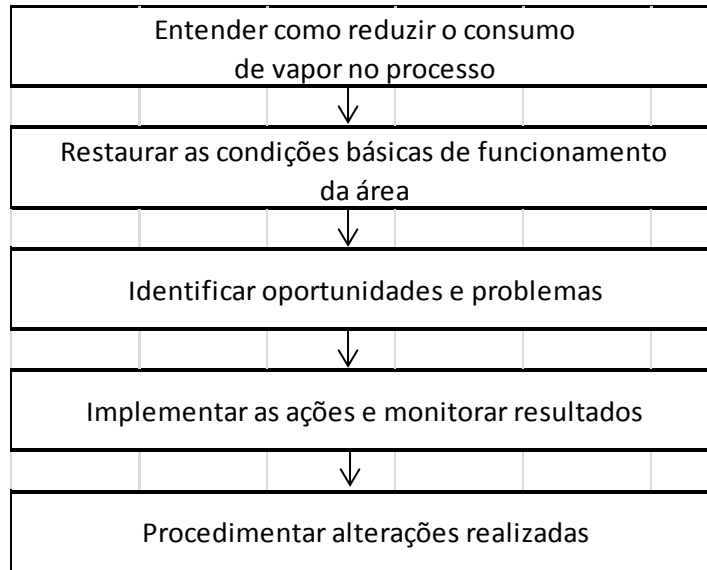 Entender como reduzir o consumo
de vapor no processo
Restaurar as condições básicas de funcionamento
da área
Identificar oportunidades e problemas
Implementar as ações e monitorar resultados
Procedimentar alterações realizadas